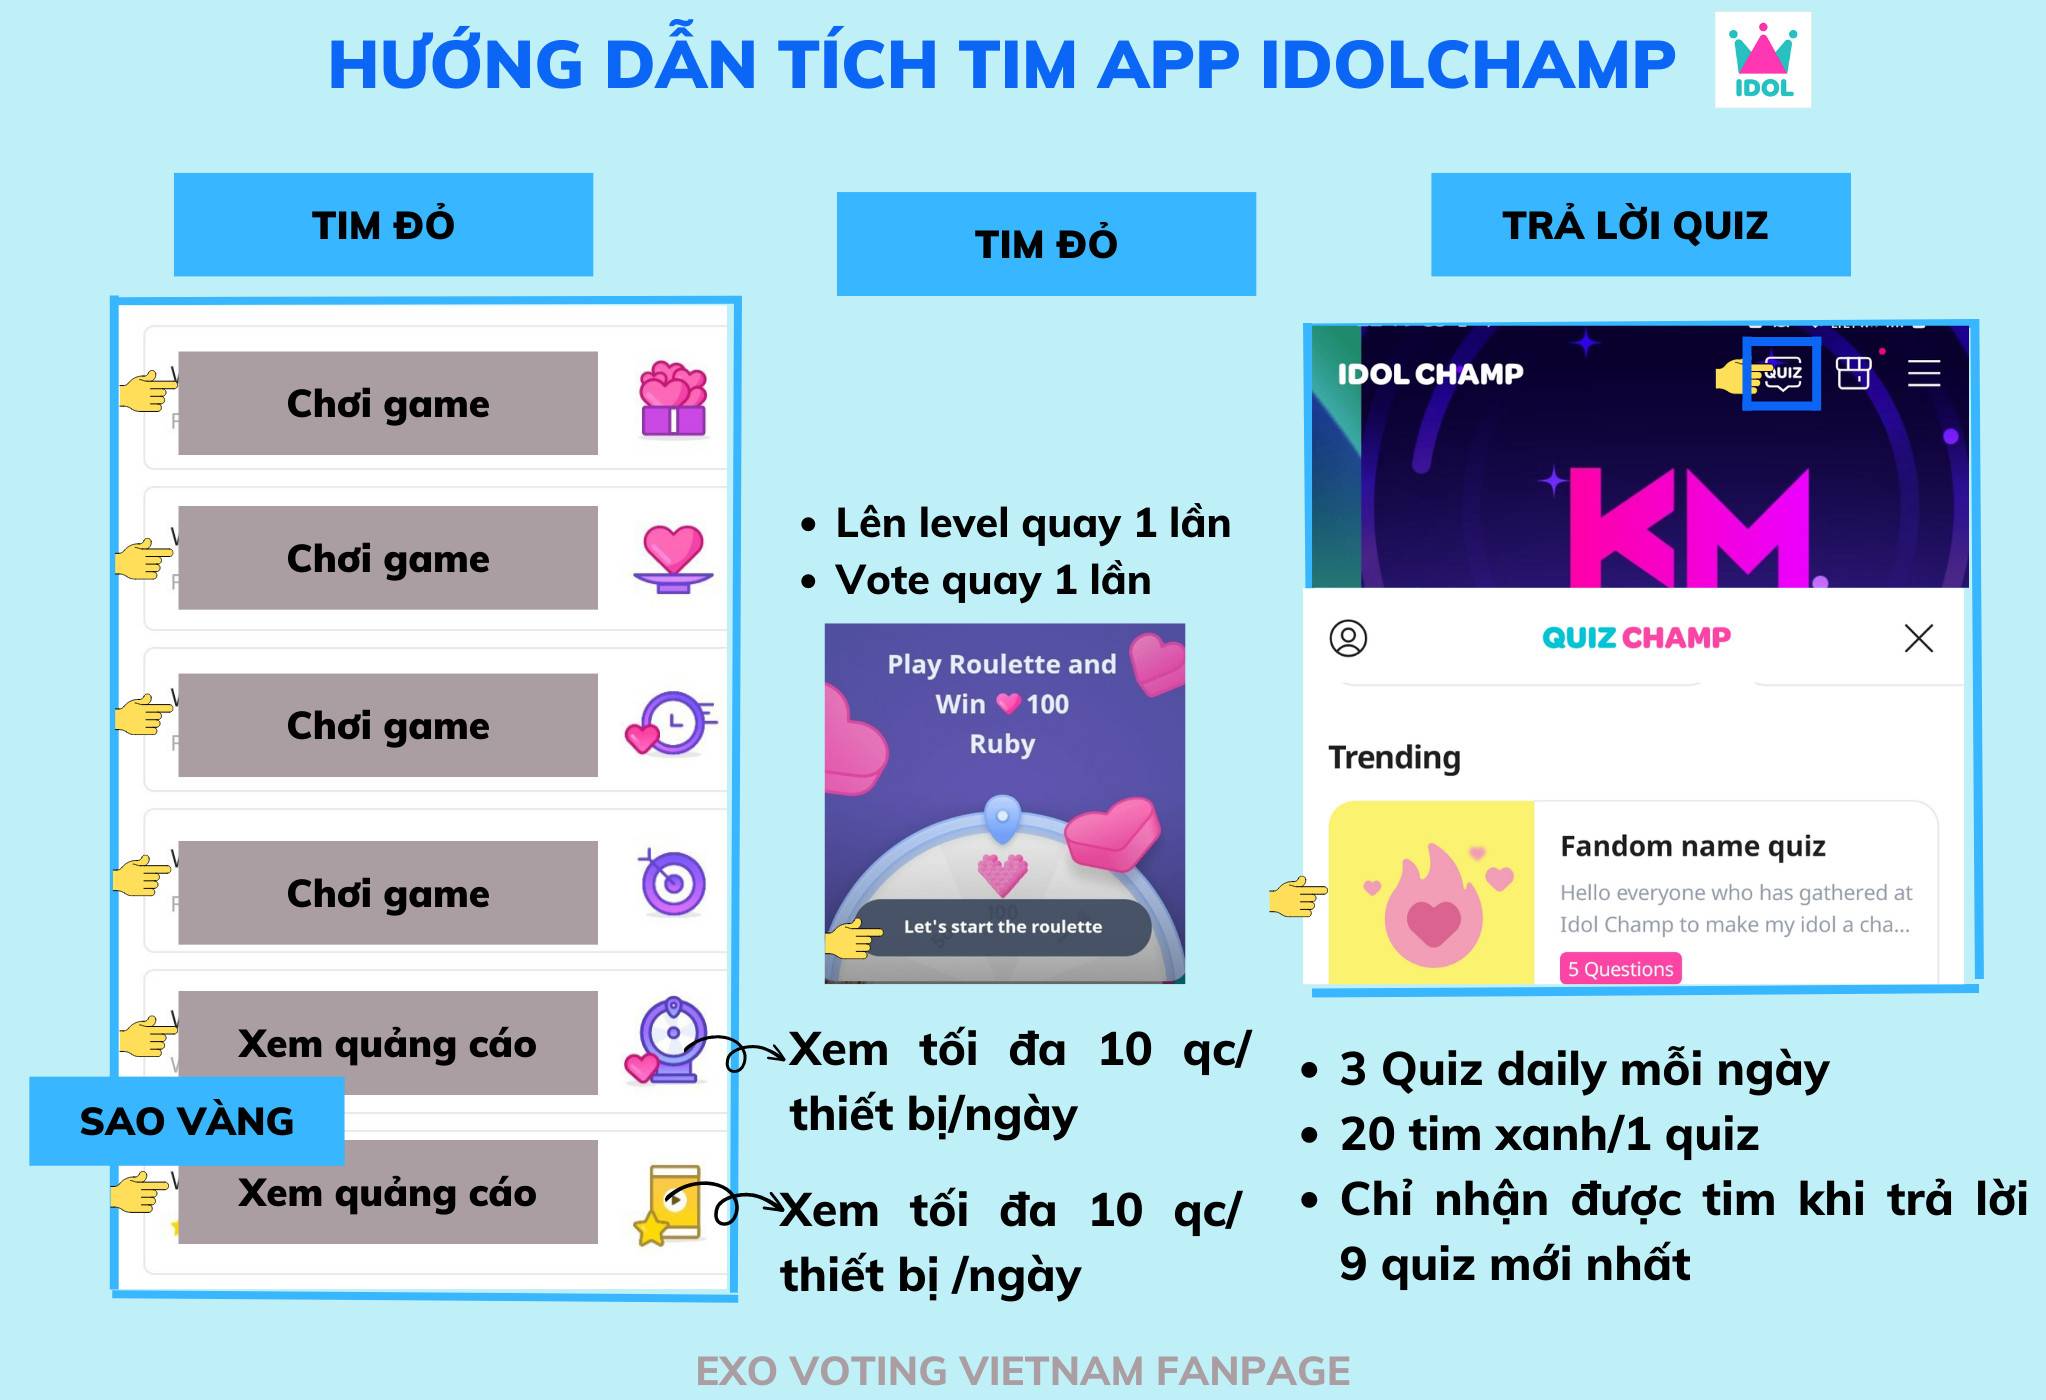 HƯỚNG DẪN TÍCH TIM APP IDOLCHAMP
IDOL
TIM ĐỎ
Chơi game
Chơi game
Chơi game
Chơi game
Xem quảng cáo
SAO VÀNG
Xem quảng cáo
TIM ĐỎ
• Lên level quay 1 lần
• Vote quay 1 lần
Play Roulette and
Win 100
Ruby
Let's start the roulette
Xem tối đa 10 qc/
thiết bị/ngày
Xem tối đa 10 qc/
thiết bị /ngày
TRẢ LỜI QUIZ
IDOL CHAMP
QUIZ
KM
QUIZ CHAMP
Trending
Fandom name quiz
Hello everyone who has gathered at
Idol Champ to make my idol a cha...
5 Questions
• 3 Quiz daily mỗi ngày
• 20 tim xanh/1 quiz
• Chỉ nhận được tim khi trả lời
9 quiz mới nhất
EXO VOTING VIETNAM FANPAGE